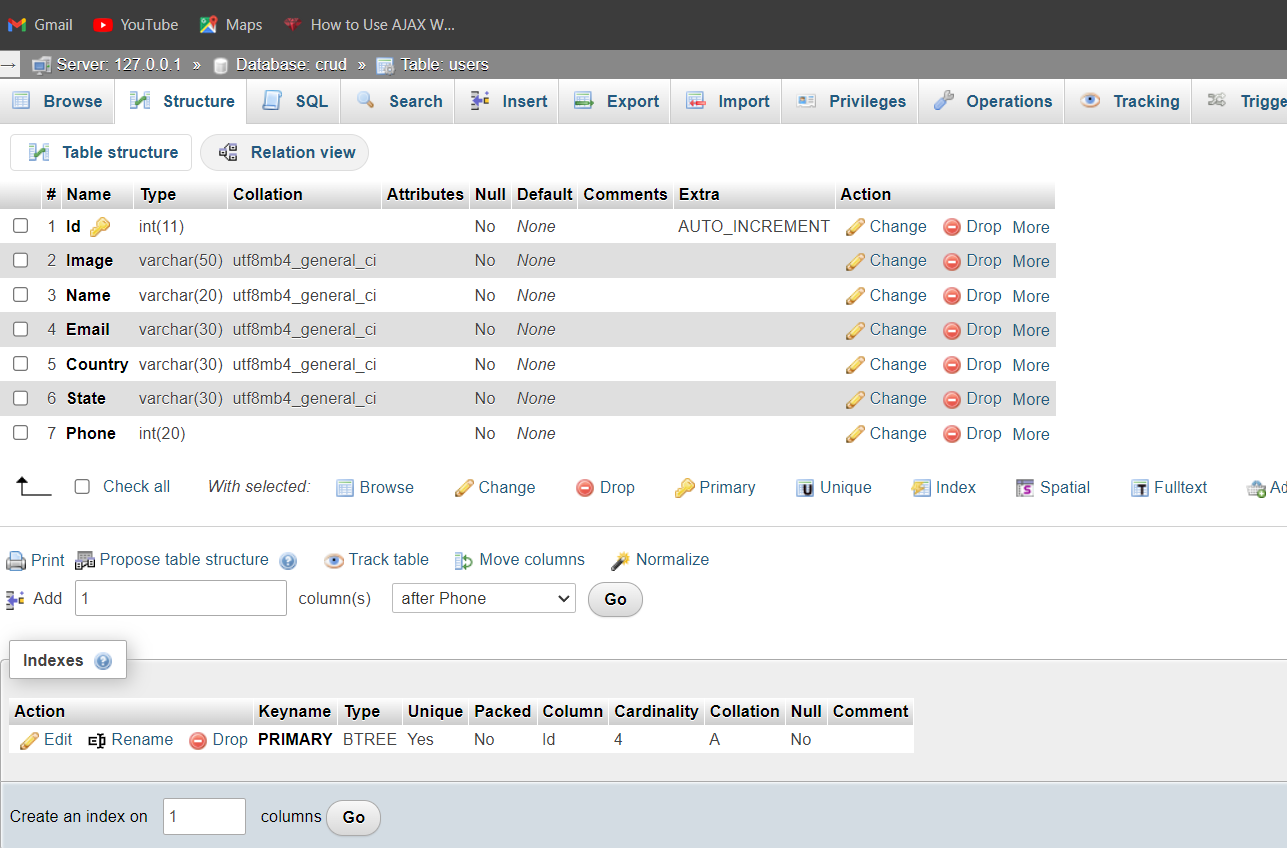 Gmail YouTube Maps How to Use AJAX W...
→ Server: 127.0.0.1 » Database: crud » Table: users
Browse Structure SQL Search Insert Export Import Privileges Operations Tracking Trigge
Table structure Relation view
# Name Type Collation Attributes Null Default Comments Extra Action
1 Id int(11) No None AUTO_INCREMENT Change Drop More
2 Image varchar(50) utf8mb4_general_ci No None Change Drop More
3 Name varchar(20) utf8mb4_general_ci No None Change Drop More
4 Email varchar(30) utf8mb4_general_ci No None Change Drop More
5 Country varchar(30) utf8mb4_general_ci No None Change Drop More
6 State varchar(30) utf8mb4_general_ci No None Change Drop More
7 Phone int(20) No None Change Drop More
Check all With selected: Browse Change Drop Primary Unique Index Spatial Fulltext Ad
Print Propose table structure Track table Move columns Normalize
Add 1 column(s) after Phone Go
Indexes
Action Keyname Type Unique Packed Column Cardinality Collation Null Comment
Edit Rename Drop PRIMARY BTREE Yes No Id 4 A No
Create an index on 1 columns Go